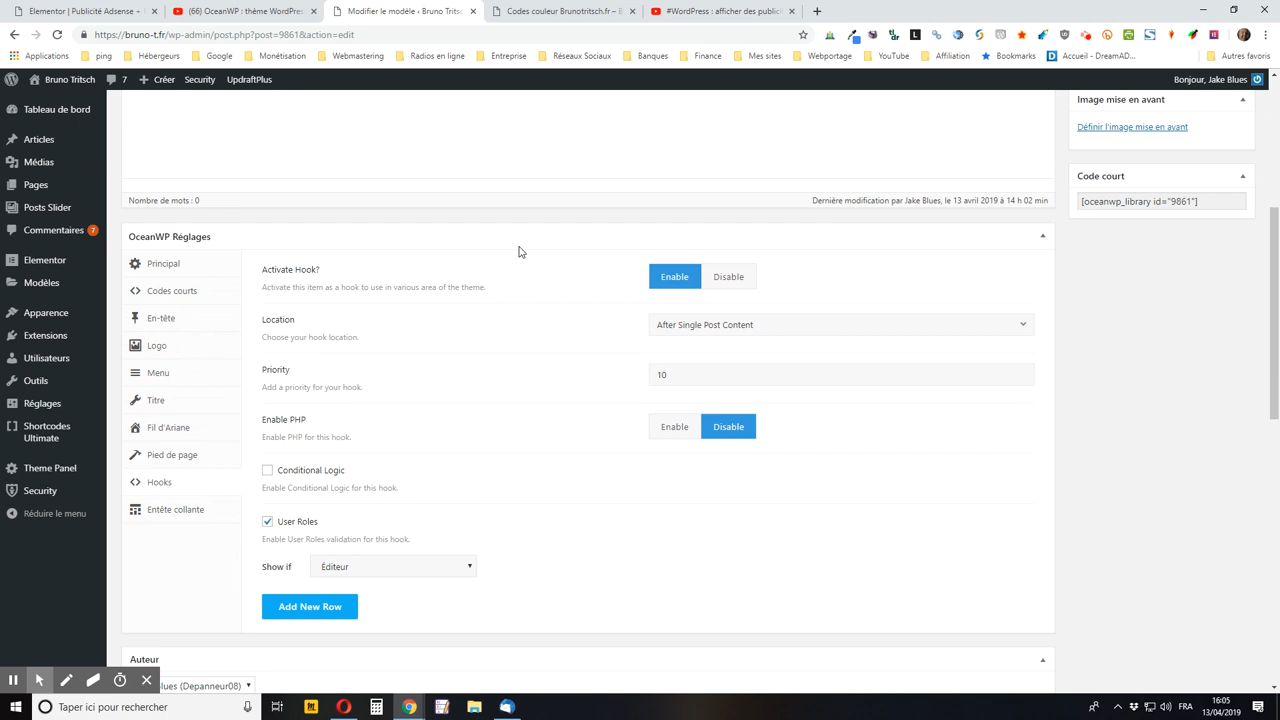 Elementor | Publicité Adsense «
(66) OceanWP : thème WordPres
Modifier le modèle ‹ Bruno Tritsc
Codes couleur Brunotritsch.fr – B
#WordPress : afficher des publicit
https://bruno-t.fr/wp-admin/post.php?post=9861&action=edit
Applications
ping
Hébergeurs
Google
Monétisation
Webmastering
Radios en ligne
Entreprise
Réseaux Sociaux
Banques
Finance
Mes sites
Webportage
YouTube
Affiliation
Bookmarks
Accueil - DreamAD...
Autres favoris
Bruno Tritsch
7
Créer
Security
UpdraftPlus
Bonjour, Jake Blues
Tableau de bord
Articles
Médias
Pages
Posts Slider
Commentaires 7
Elementor
Modèles
Apparence
Extensions
Utilisateurs
Outils
Réglages
Shortcodes
Ultimate
Theme Panel
Security
Réduire le menu
Nombre de mots : 0
Dernière modification par Jake Blues, le 13 avril 2019 à 14 h 02 min
OceanWP Réglages
Principal
Codes courts
En-tête
Logo
Menu
Titre
Fil d'Ariane
Pied de page
Hooks
Entête collante
Activate Hook?
Activate this item as a hook to use in various area of the theme.
Enable
Disable
Location
Choose your hook location.
After Single Post Content
Priority
Add a priority for your hook.
10
Enable PHP
Enable PHP for this hook.
Enable
Disable
Conditional Logic
Enable Conditional Logic for this hook.
User Roles
Enable User Roles validation for this hook.
Show if
Éditeur
Add New Row
Auteur
lues (Depanneur08)
Image mise en avant
Définir l'image mise en avant
Code court
[oceanwp_library id="9861"]
Taper ici pour rechercher
FRA
16:05
13/04/2019